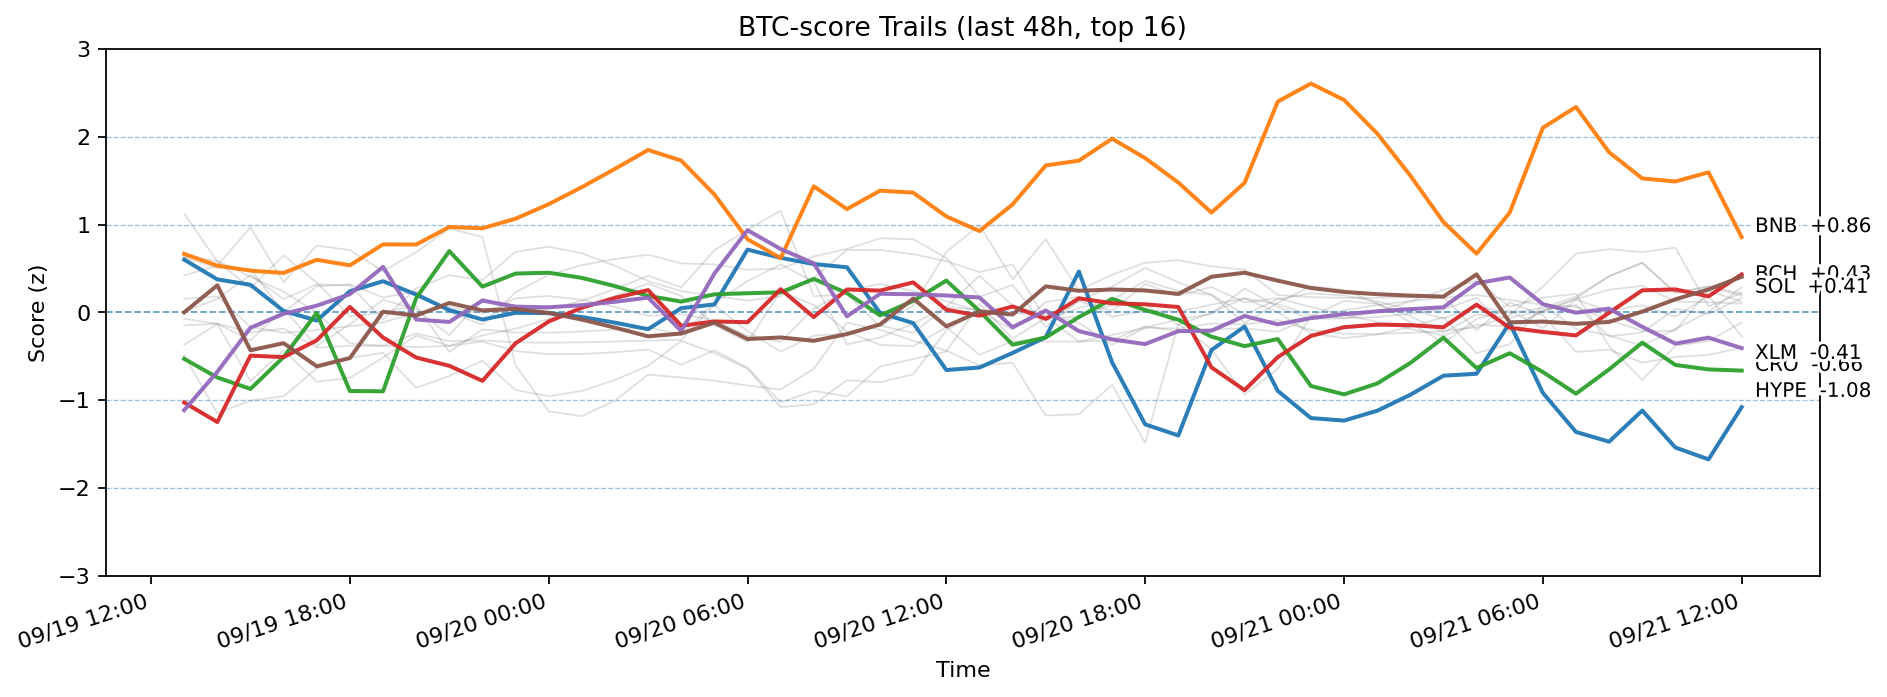 BTC-score Trails (last 48h, top 16)
Score (z)
3
2
1
0
−1
−2
−3
BNB +0.86
BCH +0.43
SOL +0.41
XLM -0.41
CRO -0.66
HYPE -1.08
09/19 12:00
09/19 18:00
09/20 00:00
09/20 06:00
09/20 12:00
09/20 18:00
09/21 00:00
09/21 06:00
09/21 12:00
Time